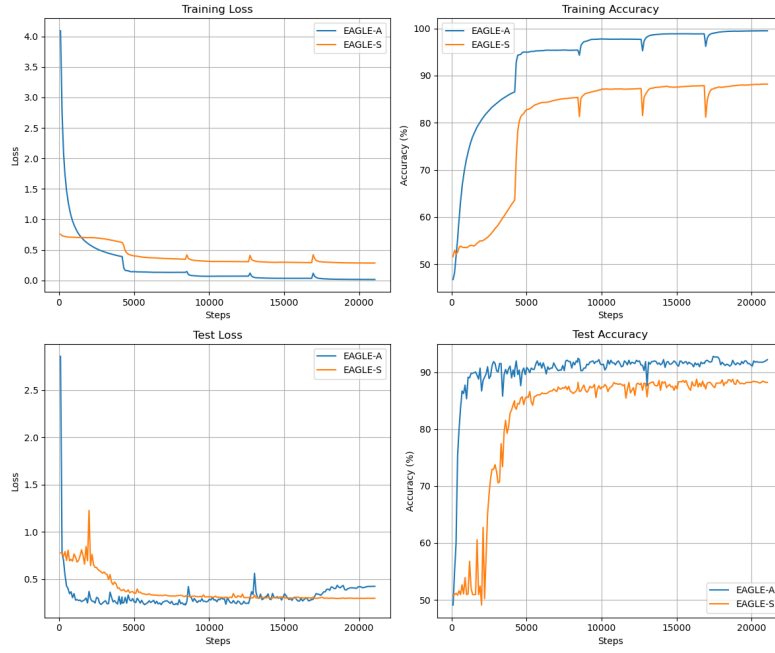 Training Loss
EAGLE-A
EAGLE-S
4.0
3.5
3.0
2.5
2.0
1.5
1.0
0.5
0.0
Loss
0
5000
10000
15000
20000
Steps
Training Accuracy
EAGLE-A
EAGLE-S
100
90
80
70
60
50
Accuracy (%)
0
5000
10000
15000
20000
Steps
Test Loss
EAGLE-A
EAGLE-S
2.5
2.0
1.5
1.0
0.5
Loss
0
5000
10000
15000
20000
Steps
Test Accuracy
90
80
70
60
50
Accuracy (%)
EAGLE-A
EAGLE-S
0
5000
10000
15000
20000
Steps